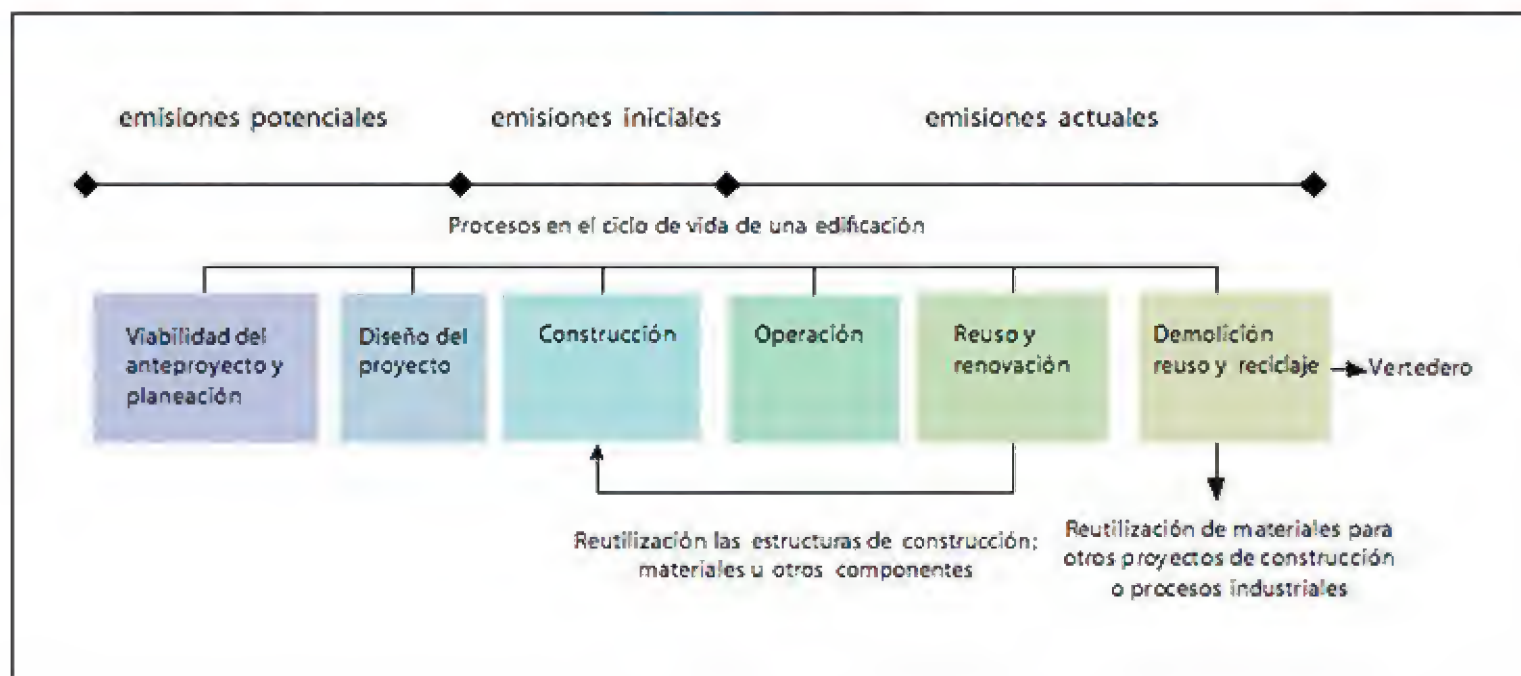 emisiones potenciales
emisiones iniciales
emisiones actuales
Procesos en el ciclo de vida de una edificación
Viabilidad del
anteproyecto y
planeación
Diseño del
proyecto
Construcción
Operación
Reuso y
renovación
Demolición
reuso y reciclaje
Vertedero
Reutilización las estructuras de construcción;
materiales u otros componentes
Reutilización de materiales para
otros proyectos de construcción
o procesos industriales